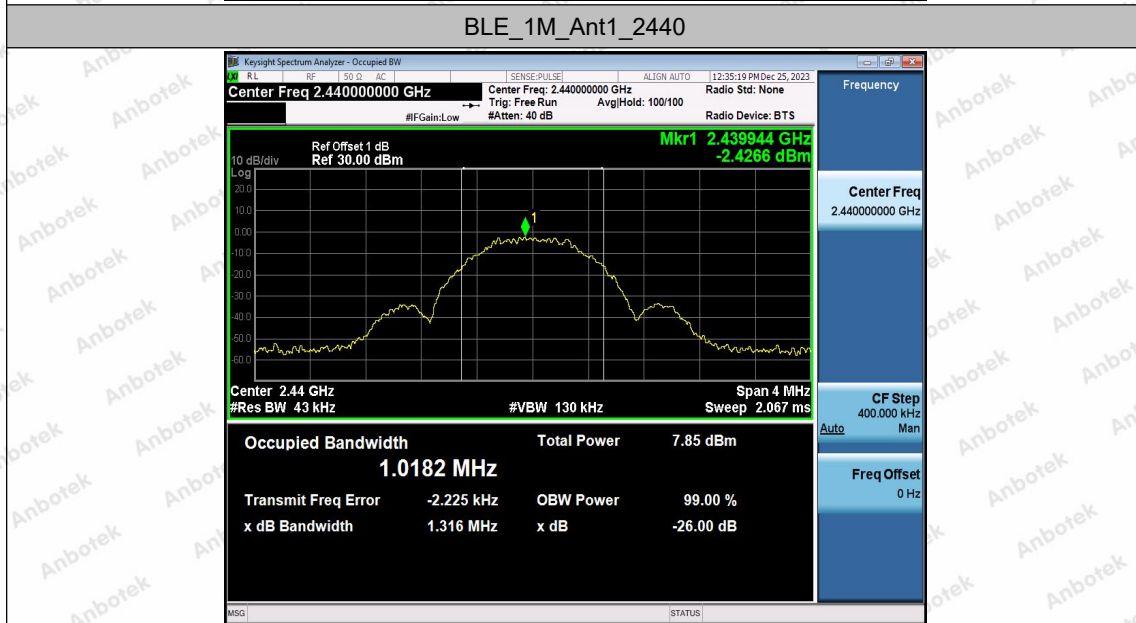 BLE_1M_Ant1_2440
Keysight Spectrum Analyzer - Occupied BW
RL RF 50 Ω AC SENSE:PULSE ALIGN AUTO 12:35:19 PM Dec 25, 2023
Center Freq 2.440000000 GHz
Center Freq: 2.440000000 GHz Radio Std: None
Trig: Free Run Avg|Hold: 100/100
#IFGain:Low #Atten: 40 dB Radio Device: BTS
Frequency
Mkr1 2.439944 GHz
-2.4266 dBm
Ref Offset 1 dB
10 dB/div Ref 30.00 dBm
Log
20.0
10.0
0.00
-10.0
-20.0
-30.0
-40.0
-50.0
-60.0
1
Center 2.44 GHz Span 4 MHz
#Res BW 43 kHz #VBW 130 kHz Sweep 2.067 ms
Center Freq
2.440000000 GHz
CF Step
400.000 kHz
Auto Man
Freq Offset
0 Hz
Occupied Bandwidth Total Power 7.85 dBm
1.0182 MHz
Transmit Freq Error -2.225 kHz OBW Power 99.00 %
x dB Bandwidth 1.316 MHz x dB -26.00 dB
MSG STATUS
Anbotek